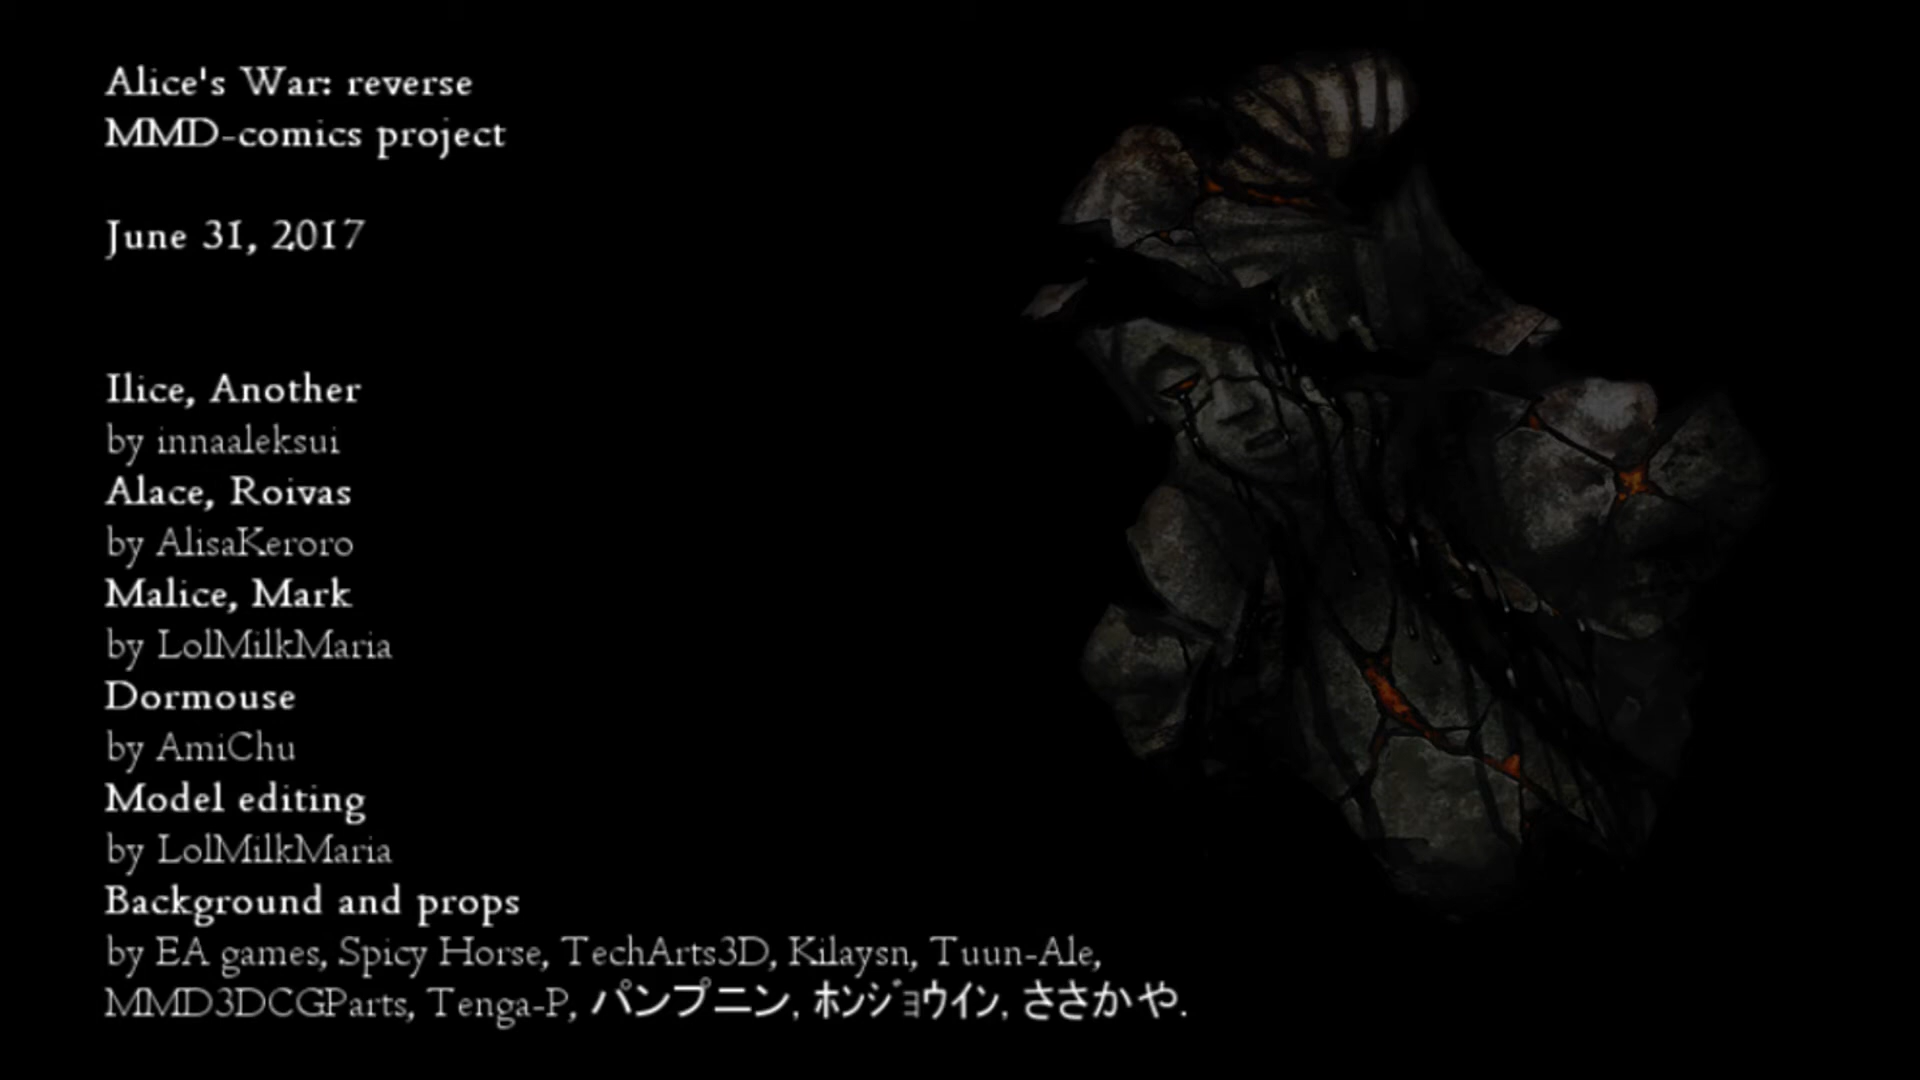 Alice's War: reverse
MMD-comics project
June 31, 2017
Ilice, Another
by innaaleksui
Alace, Roivas
by AlisaKeroro
Malice, Mark
by LolMilkMaria
Dormouse
by AmiChu
Model editing
by LolMilkMaria
Background and props
by EA games, Spicy Horse, TechArts3D, Kilaysn, Tuun-Ale,
MMD3DCGParts, Tenga-P, パンプニン, ホンジョウイン, ささかや.